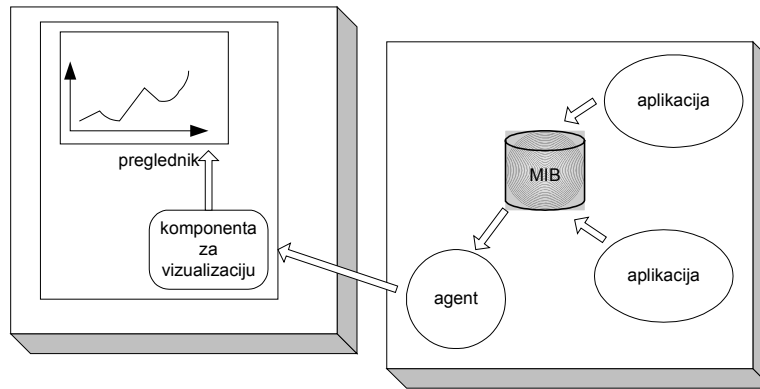 preglednik
komponenta
za
vizualizaciju
aplikacija
MIB
agent
aplikacija